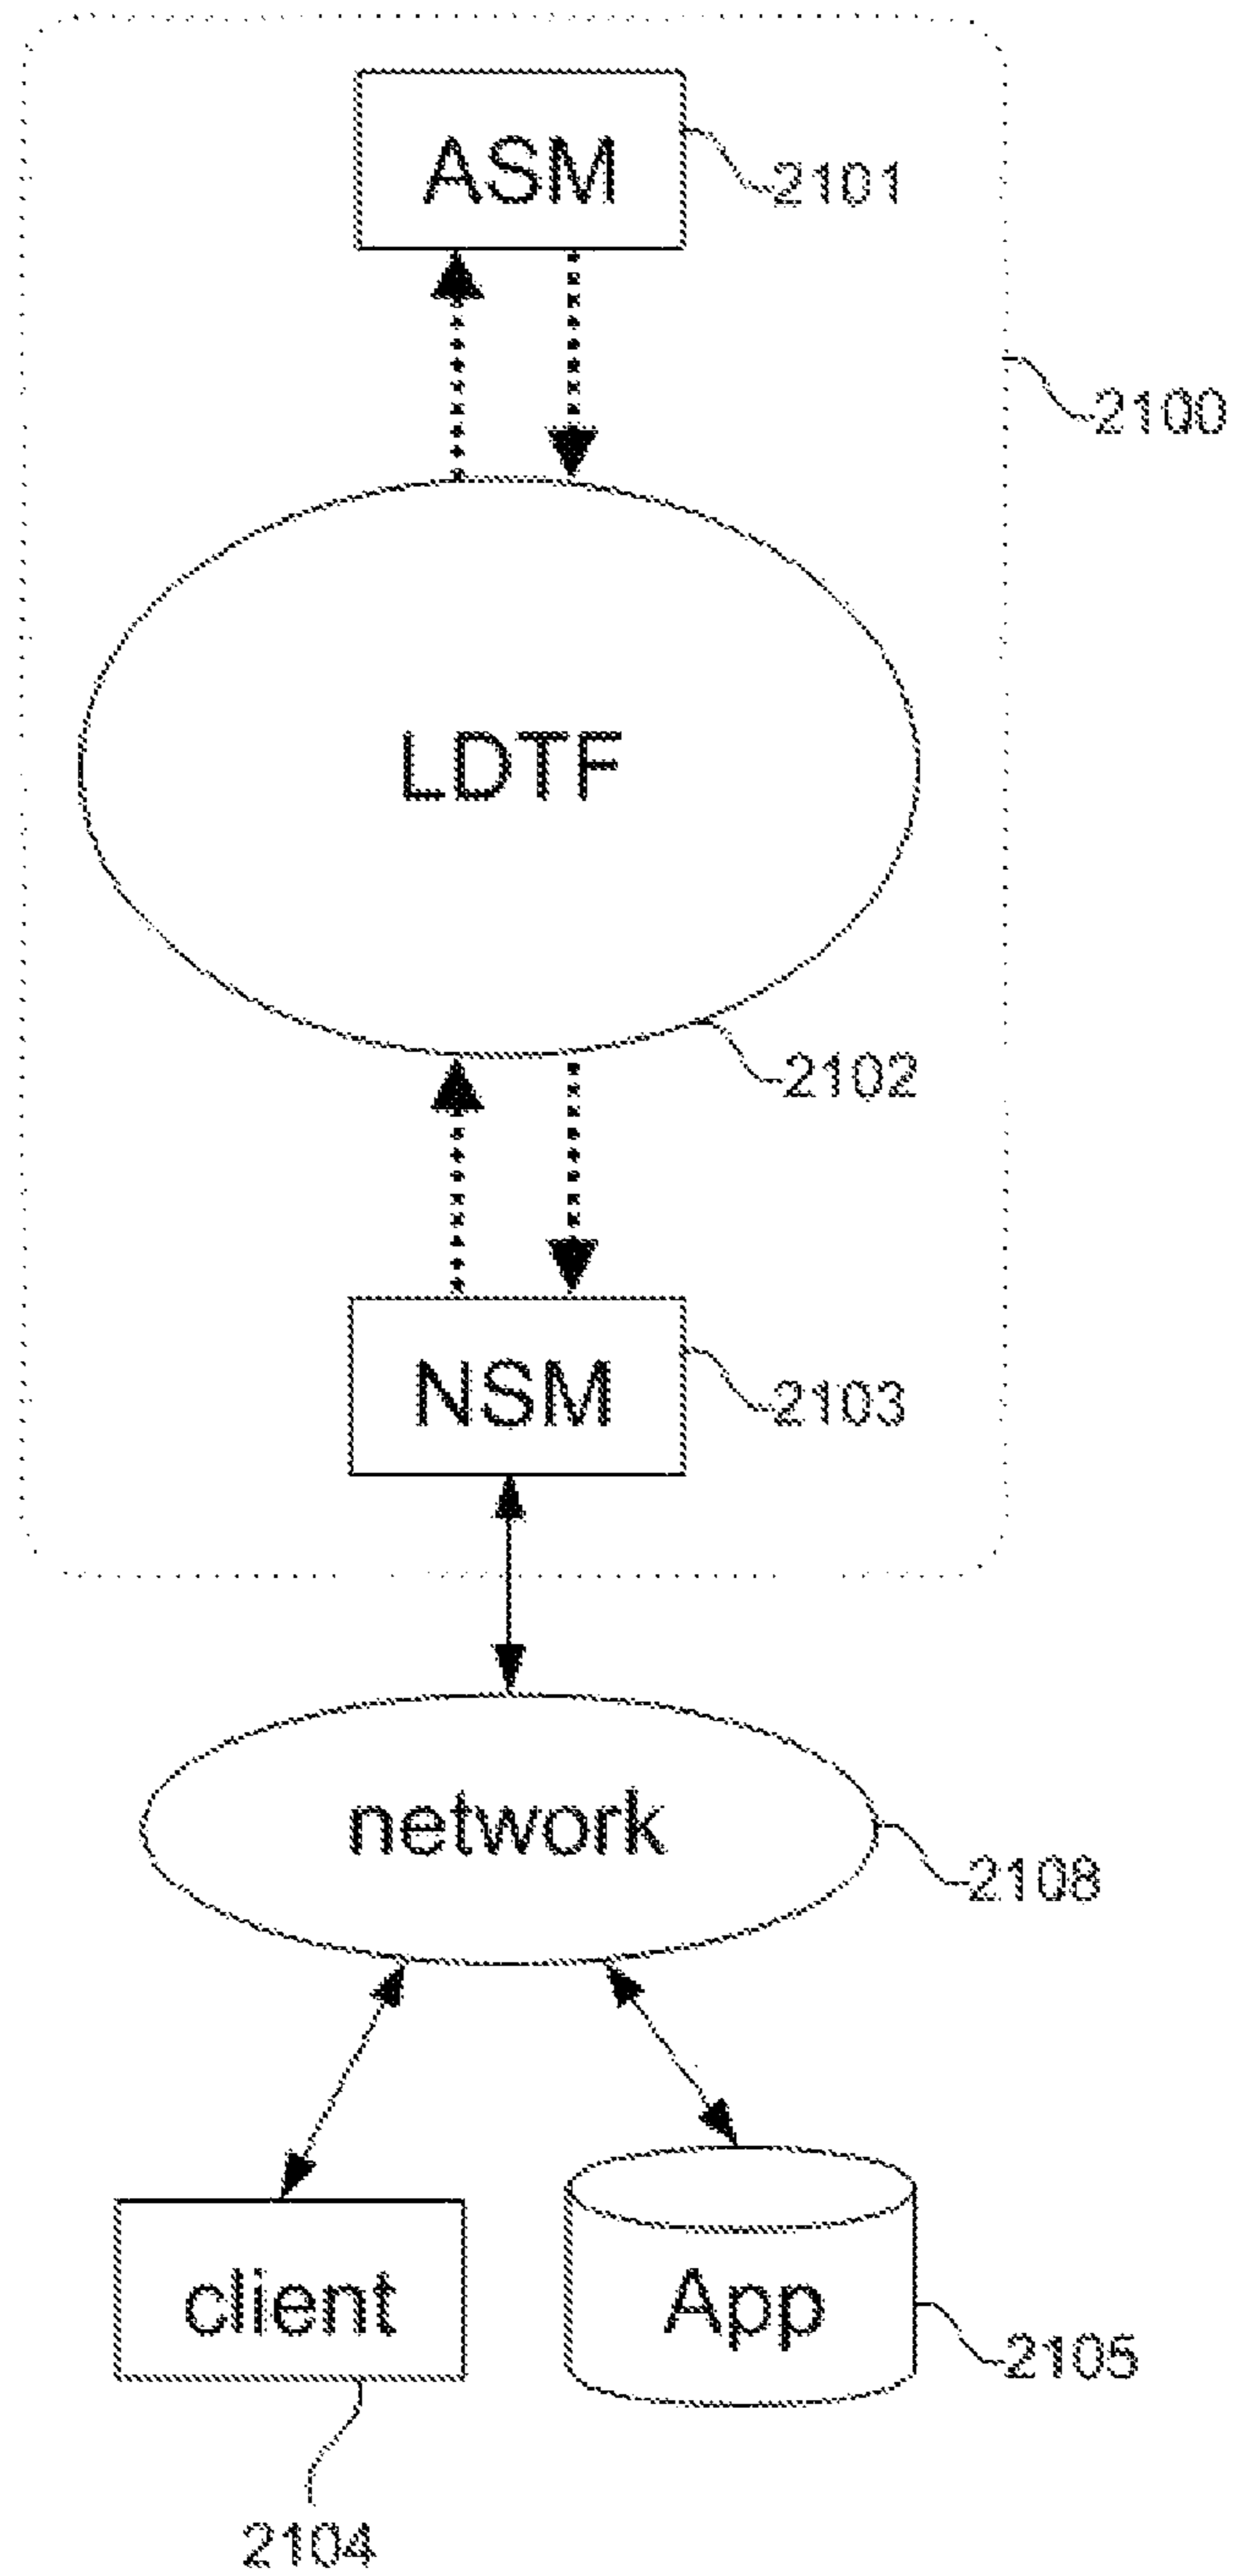 ASM
2101
2100
LDTF
2102
NSM
2103
network
2108
client
App
2105
2104